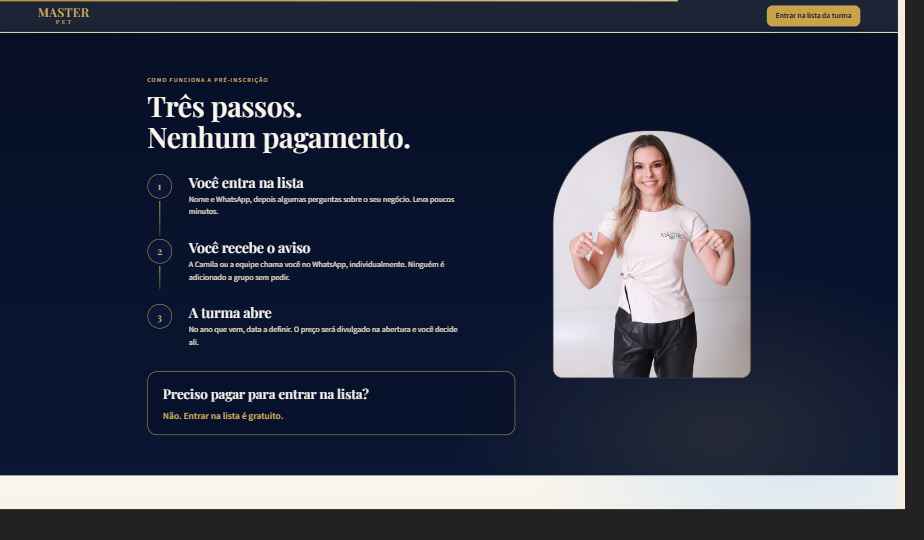 MASTER
PET
Entrar na lista da turma
COMO FUNCIONA A PRÉ-INSCRIÇÃO
Três passos.
Nenhum pagamento.
1
Você entra na lista
Nome e WhatsApp, depois algumas perguntas sobre o seu negócio. Leva poucos
minutos.
2
Você recebe o aviso
A Camila ou a equipe chama você no WhatsApp, individualmente. Ninguém é
adicionado a grupo sem pedir.
3
A turma abre
No ano que vem, data a definir. O preço será divulgado na abertura e você decide
ali.
Preciso pagar para entrar na lista?
Não. Entrar na lista é gratuito.